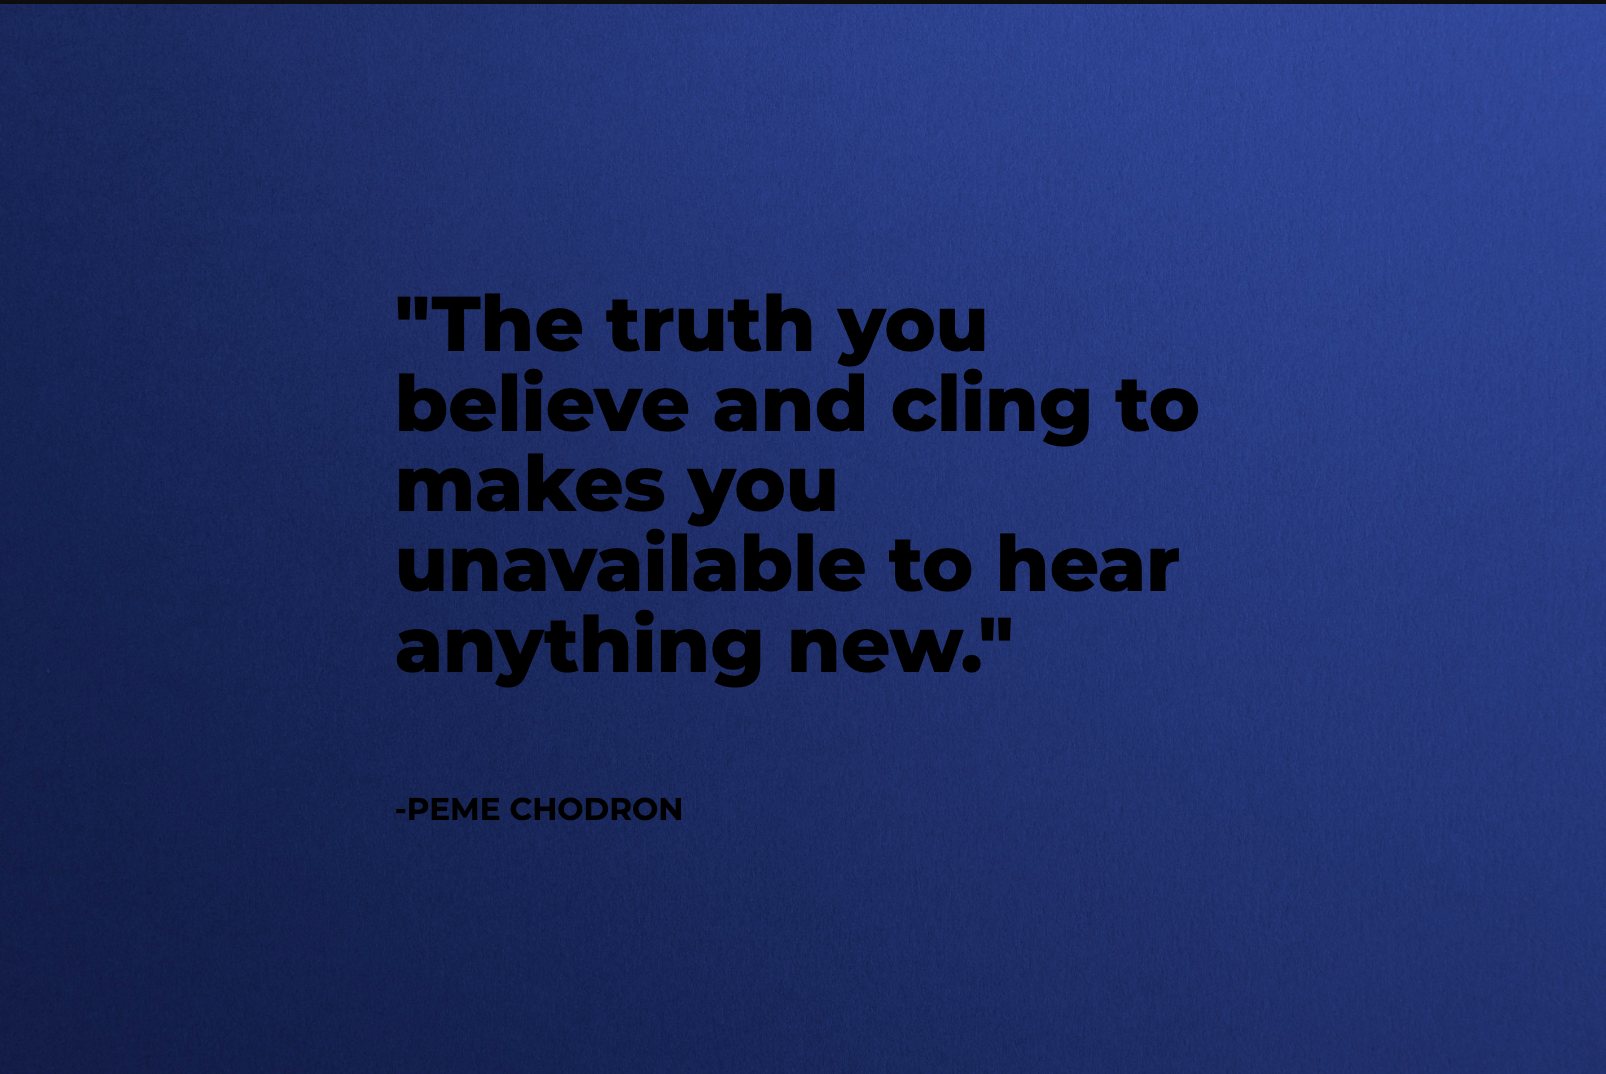 "The truth you
believe and cling to
makes you
unavailable to hear
anything new."
-PEME CHODRON